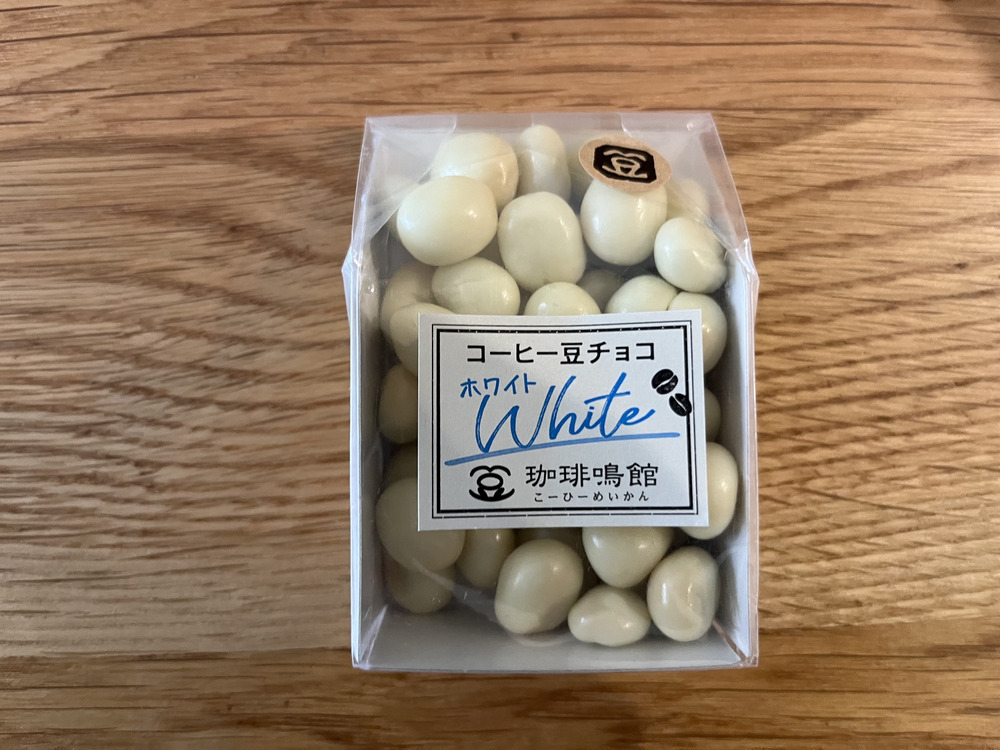 豆
コーヒー豆チョコ
ホワイト
White
珈琲鳴館
こーひーめいかん